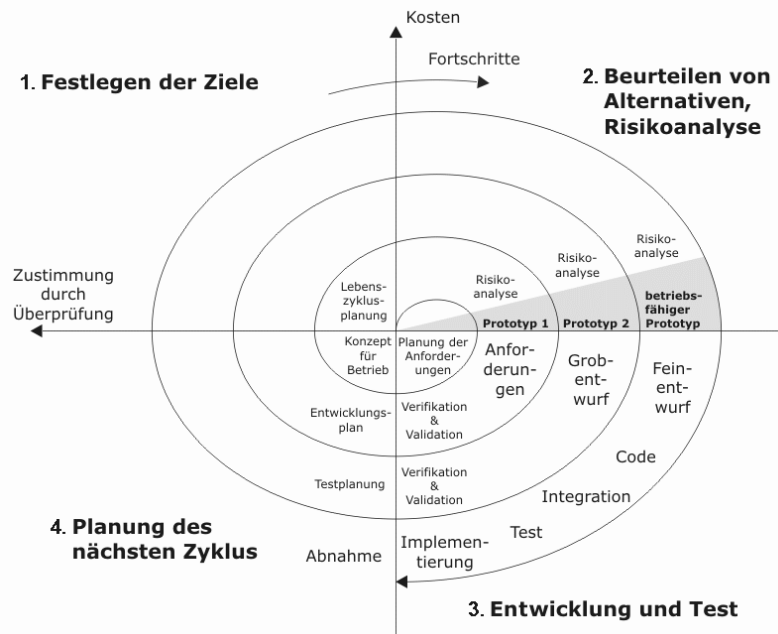 Kosten
Fortschritte
1. Festlegen der Ziele
2. Beurteilen von
Alternativen,
Risikoanalyse
Zustimmung
durch
Überprüfung
Lebens-
zyklus-
planung
Risiko-
analyse
Risiko-
analyse
Risiko-
analyse
Prototyp 1
Prototyp 2
betriebs-
fähiger
Prototyp
Konzept
für
Betrieb
Planung der
Anforder-
ungen
Anfor-
derun-
gen
Grob-
ent-
wurf
Fein-
ent-
wurf
Entwicklungs-
plan
Verifikation
&
Validation
Testplanung
Verifikation
&
Validation
Code
Integration
Test
Implemen-
tierung
Abnahme
4. Planung des
nächsten Zyklus
3. Entwicklung und Test